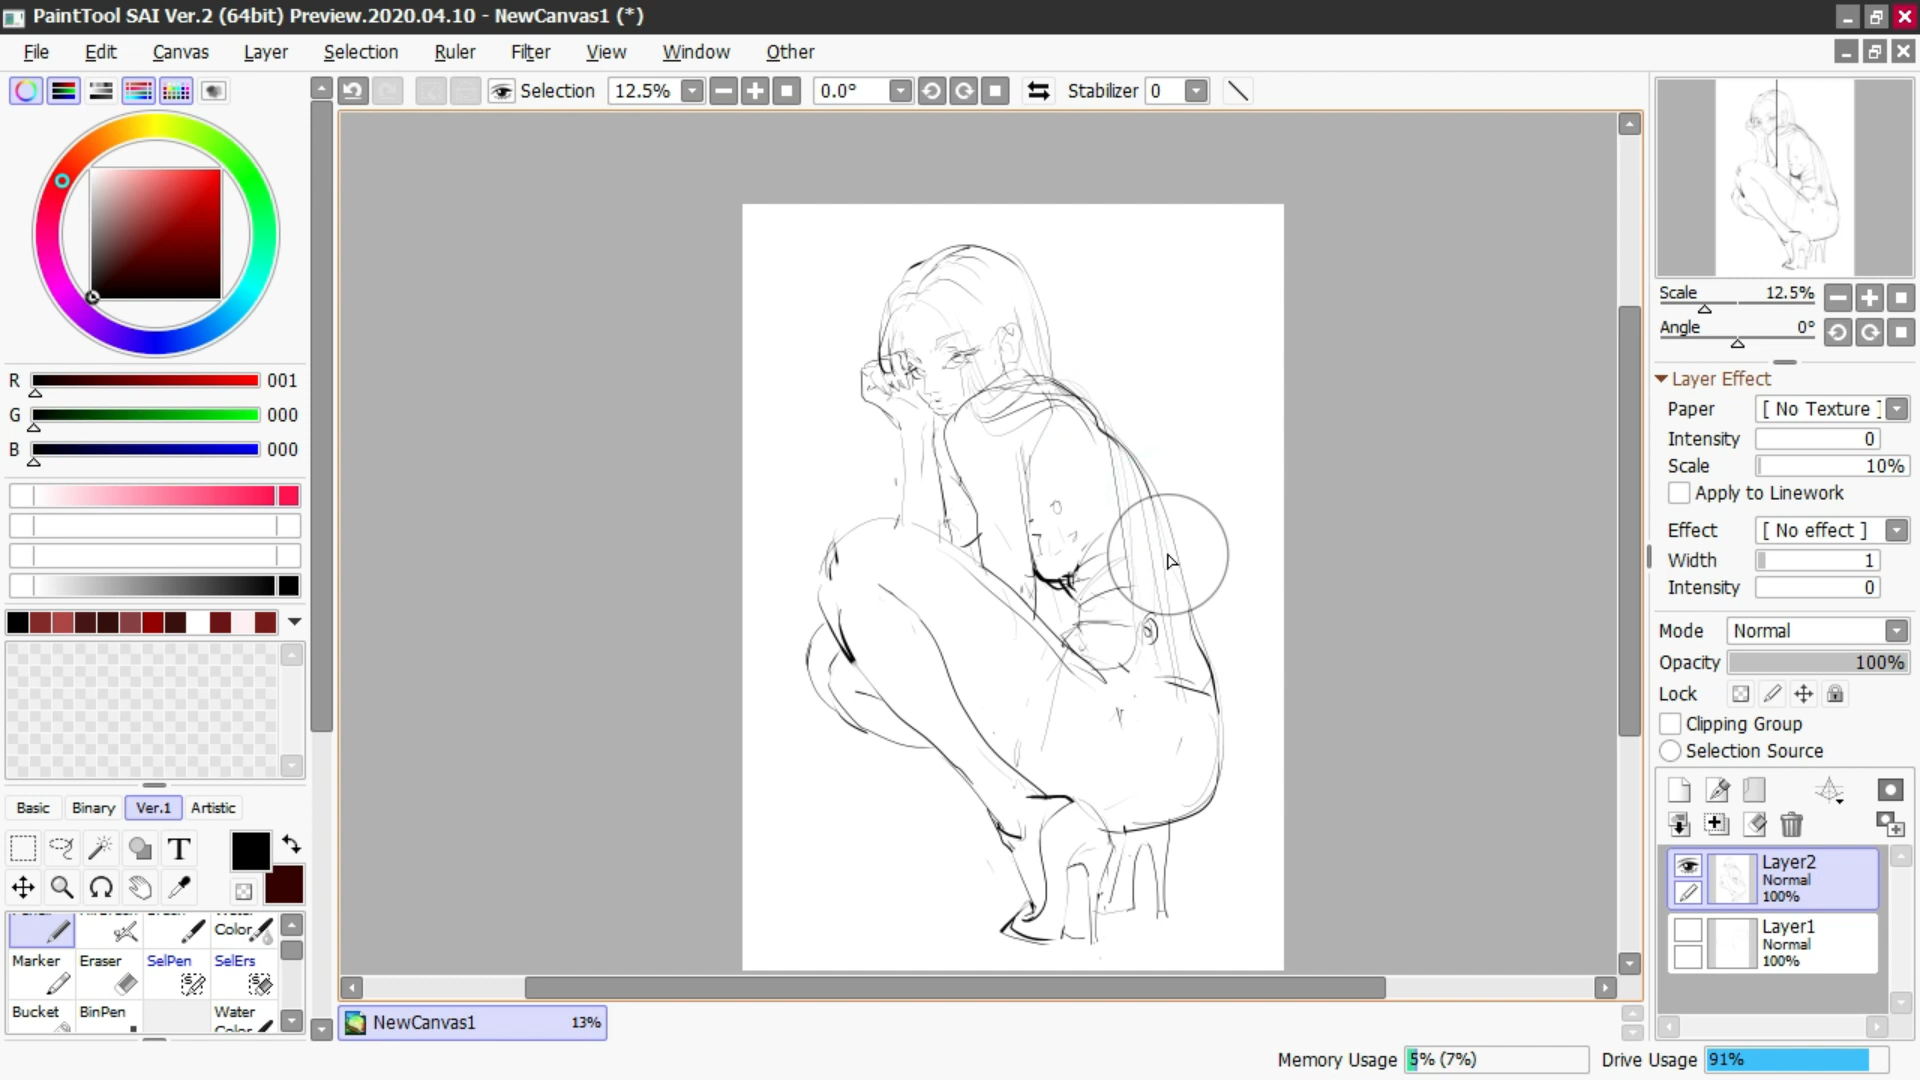 PaintTool SAI Ver.2 (64bit) Preview.2020.04.10 - NewCanvas1 (*)
File Edit Canvas Layer Selection Ruler Filter View Window Other
Selection 12.5% 0.0° Stabilizer 0
R 001
G 000
B 000
Basic Binary Ver.1 Artistic
T
Color
Marker Eraser SelPen SelErs
Bucket BinPen Water
Color
NewCanvas1 13%
Scale 12.5%
Angle 0°
Layer Effect
Paper [ No Texture ]
Intensity 0
Scale 10%
Apply to Linework
Effect [ No effect ]
Width 1
Intensity 0
Mode Normal
Opacity 100%
Lock
Clipping Group
Selection Source
Layer2
Normal
100%
Layer1
Normal
100%
Memory Usage 5% (7%) Drive Usage 91%